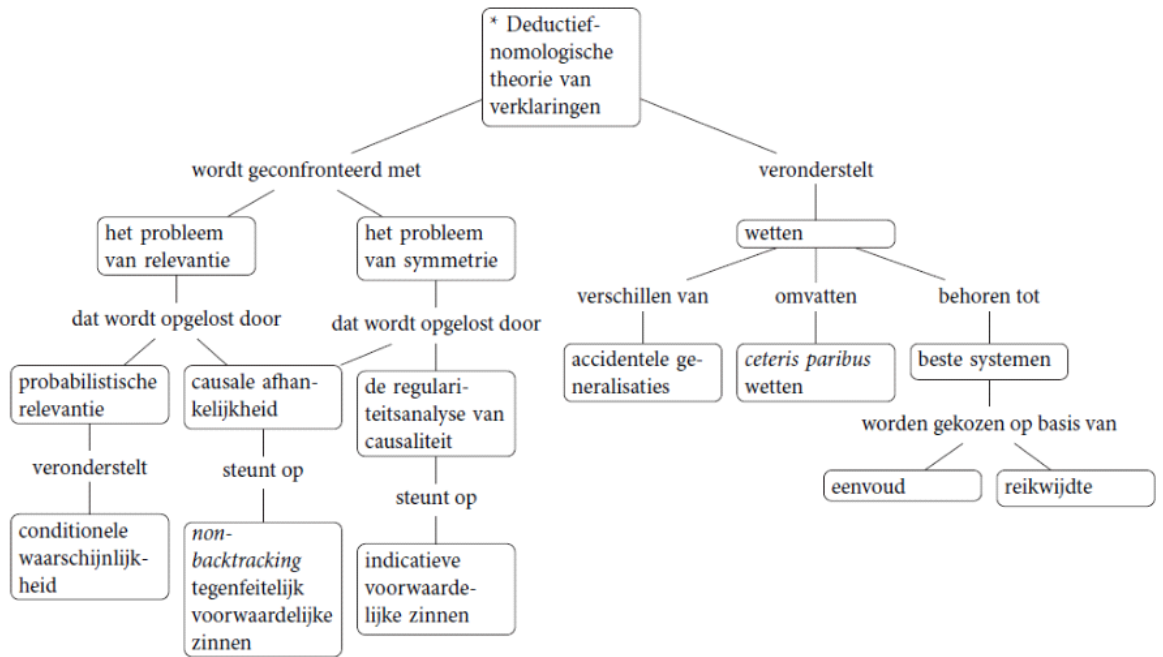 * Deductief-
nomologische
theorie van
verklaringen
wordt geconfronteerd met
veronderstelt
het probleem
van relevantie
het probleem
van symmetrie
wetten
dat wordt opgelost door
dat wordt opgelost door
verschillen van
omvatten
behoren tot
probabilistische
relevantie
causale afhan-
kelijkheid
de regulari-
teitsanalyse van
causaliteit
accidentele ge-
neralisaties
ceteris paribus
wetten
beste systemen
worden gekozen op basis van
veronderstelt
steunt op
steunt op
eenvoud
reikwijdte
conditionele
waarschijnlijk-
heid
non-
backtracking
tegenfeitelijk
voorwaardelijke
zinnen
indicatieve
voorwaarde-
lijke zinnen